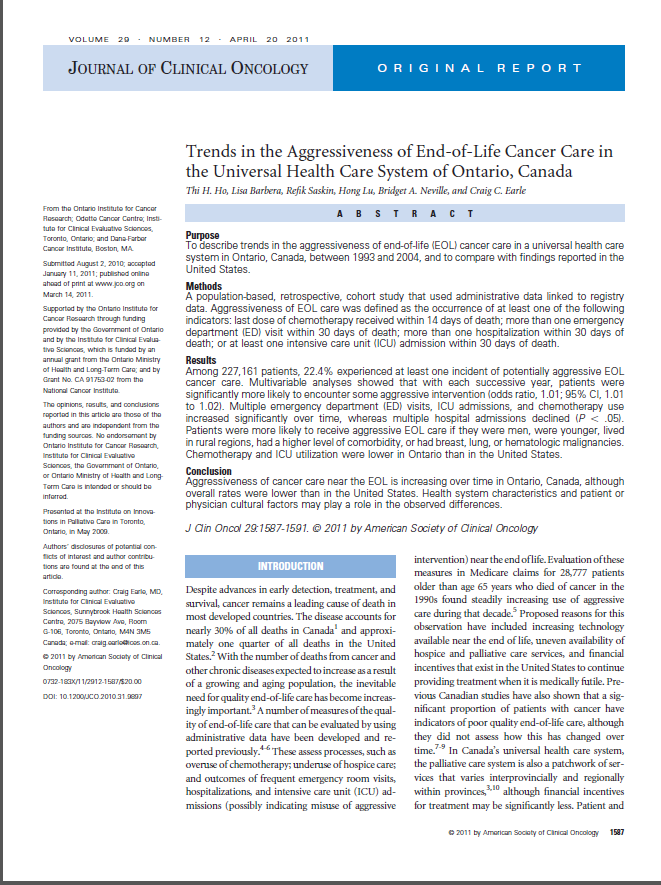 VOLUME 29 · NUMBER 12 · APRIL 20 2011
JOURNAL OF CLINICAL ONCOLOGY
ORIGINAL REPORT
Trends in the Aggressiveness of End-of-Life Cancer Care in
the Universal Health Care System of Ontario, Canada
Thi H. Ho, Lisa Barbera, Refik Saskin, Hong Lu, Bridget A. Neville, and Craig C. Earle
From the Ontario Institute for Cancer
Research; Odette Cancer Centre; Insti-
tute for Clinical Evaluative Sciences,
Toronto, Ontario; and Dana-Farber
Cancer Institute, Boston, MA.
Submitted August 2, 2010; accepted
January 11, 2011; published online
ahead of print at www.jco.org on
March 14, 2011.
Supported by the Ontario Institute for
Cancer Research through funding
provided by the Government of Ontario
and by the Institute for Clinical Evalua-
tive Sciences, which is funded by an
annual grant from the Ontario Ministry
of Health and Long-Term Care; and by
Grant No. CA 91753-02 from the
National Cancer Institute.
The opinions, results, and conclusions
reported in this article are those of the
authors and are independent from the
funding sources. No endorsement by
Ontario Institute for Cancer Research,
Institute for Clinical Evaluative
Sciences, the Government of Ontario,
or Ontario Ministry of Health and Long-
Term Care is intended or should be
inferred.
Presented at the Institute on Innova-
tions in Palliative Care in Toronto,
Ontario, in May 2009.
Authors' disclosures of potential con-
flicts of interest and author contribu-
tions are found at the end of this
article.
Corresponding author: Craig Earle, MD,
Institute for Clinical Evaluative
Sciences, Sunnybrook Health Sciences
Centre, 2075 Bayview Ave, Room
G-106, Toronto, Ontario, M4N 3M5
Canada; e-mail: craig.earle@ices.on.ca.
© 2011 by American Society of Clinical
Oncology
0732-183X/11/2912-1587/$20.00
DOI: 10.1200/JCO.2010.31.9897
ABSTRACT
Purpose
To describe trends in the aggressiveness of end-of-life (EOL) cancer care in a universal health care
system in Ontario, Canada, between 1993 and 2004, and to compare with findings reported in the
United States.
Methods
A population-based, retrospective, cohort study that used administrative data linked to registry
data. Aggressiveness of EOL care was defined as the occurrence of at least one of the following
indicators: last dose of chemotherapy received within 14 days of death; more than one emergency
department (ED) visit within 30 days of death; more than one hospitalization within 30 days of
death; or at least one intensive care unit (ICU) admission within 30 days of death.
Results
Among 227,161 patients, 22.4% experienced at least one incident of potentially aggressive EOL
cancer care. Multivariable analyses showed that with each successive year, patients were
significantly more likely to encounter some aggressive intervention (odds ratio, 1.01; 95% CI, 1.01
to 1.02). Multiple emergency department (ED) visits, ICU admissions, and chemotherapy use
increased significantly over time, whereas multiple hospital admissions declined (P < .05).
Patients were more likely to receive aggressive EOL care if they were men, were younger, lived
in rural regions, had a higher level of comorbidity, or had breast, lung, or hematologic malignancies.
Chemotherapy and ICU utilization were lower in Ontario than in the United States.
Conclusion
Aggressiveness of cancer care near the EOL is increasing over time in Ontario, Canada, although
overall rates were lower than in the United States. Health system characteristics and patient or
physician cultural factors may play a role in the observed differences.
J Clin Oncol 29:1587-1591. © 2011 by American Society of Clinical Oncology
INTRODUCTION
Despite advances in early detection, treatment, and
survival, cancer remains a leading cause of death in
most developed countries. The disease accounts for
nearly 30% of all deaths in Canada1 and approxi-
mately one quarter of all deaths in the United
States.2 With the number of deaths from cancer and
other chronic diseases expected to increase as a result
of a growing and aging population, the inevitable
need for quality end-of-life care has become increas-
ingly important.3 A number of measures of the qual-
ity of end-of-life care that can be evaluated by using
administrative data have been developed and re-
ported previously.4-6 These assess processes, such as
overuse of chemotherapy; underuse of hospice care;
and outcomes of frequent emergency room visits,
hospitalizations, and intensive care unit (ICU) ad-
missions (possibly indicating misuse of aggressive
intervention) near the end of life. Evaluation of these
measures in Medicare claims for 28,777 patients
older than age 65 years who died of cancer in the
1990s found steadily increasing use of aggressive
care during that decade.5 Proposed reasons for this
observation have included increasing technology
available near the end of life, uneven availability of
hospice and palliative care services, and financial
incentives that exist in the United States to continue
providing treatment when it is medically futile. Pre-
vious Canadian studies have also shown that a sig-
nificant proportion of patients with cancer have
indicators of poor quality end-of-life care, although
they did not assess how this has changed over
time.7-9 In Canada's universal health care system,
the palliative care system is also a patchwork of ser-
vices that varies interprovincially and regionally
within provinces,3,10 although financial incentives
for treatment may be significantly less. Patient and
© 2011 by American Society of Clinical Oncology 1587